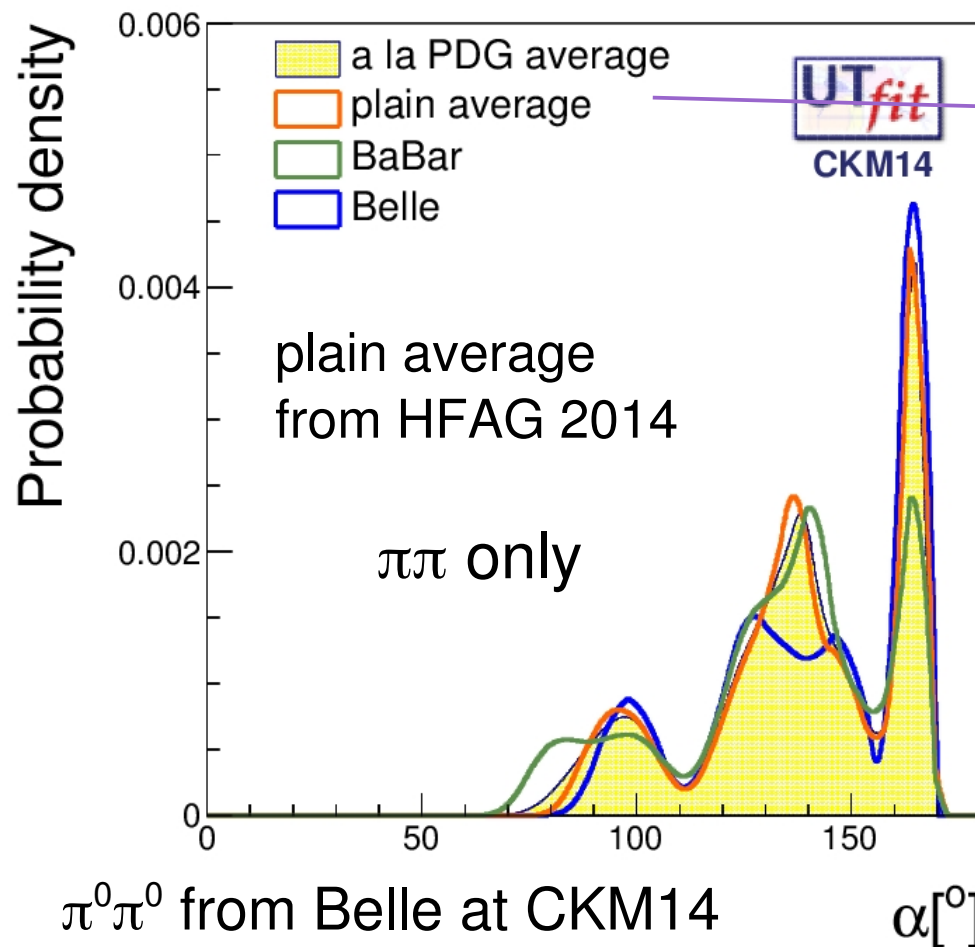 0.006
a la PDG average
plain average
BaBar
Belle
UTfit
CKM14
Probability density
0.004
plain average
from HFAG 2014
0.002
ππ only
0
0 50 100 150
π⁰π⁰ from Belle at CKM14
α[°]